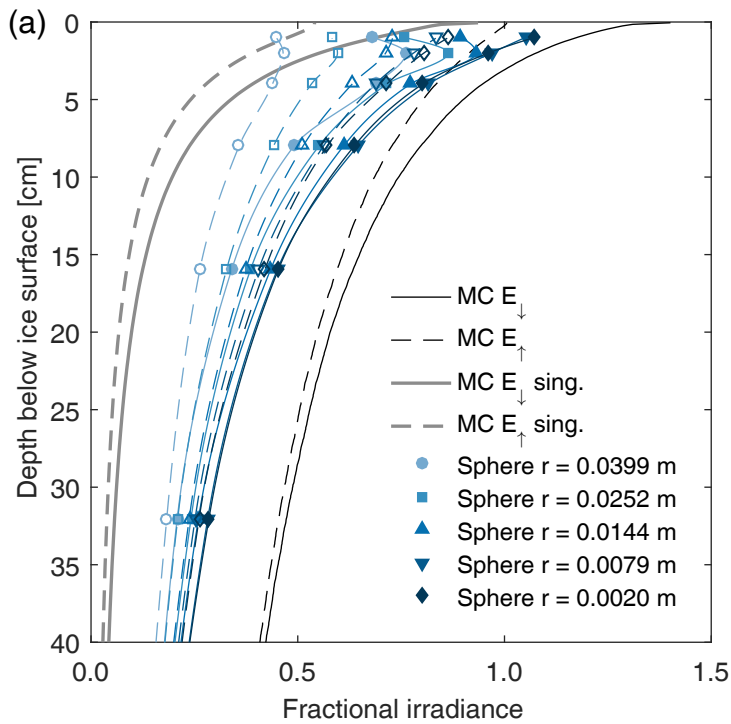 (a)
0
5
10
15
20
25
30
35
40
Depth below ice surface [cm]
MC E↓
MC E↑
MC E↓ sing.
MC E↑ sing.
Sphere r = 0.0399 m
Sphere r = 0.0252 m
Sphere r = 0.0144 m
Sphere r = 0.0079 m
Sphere r = 0.0020 m
0.0 0.5 1.0 1.5
Fractional irradiance